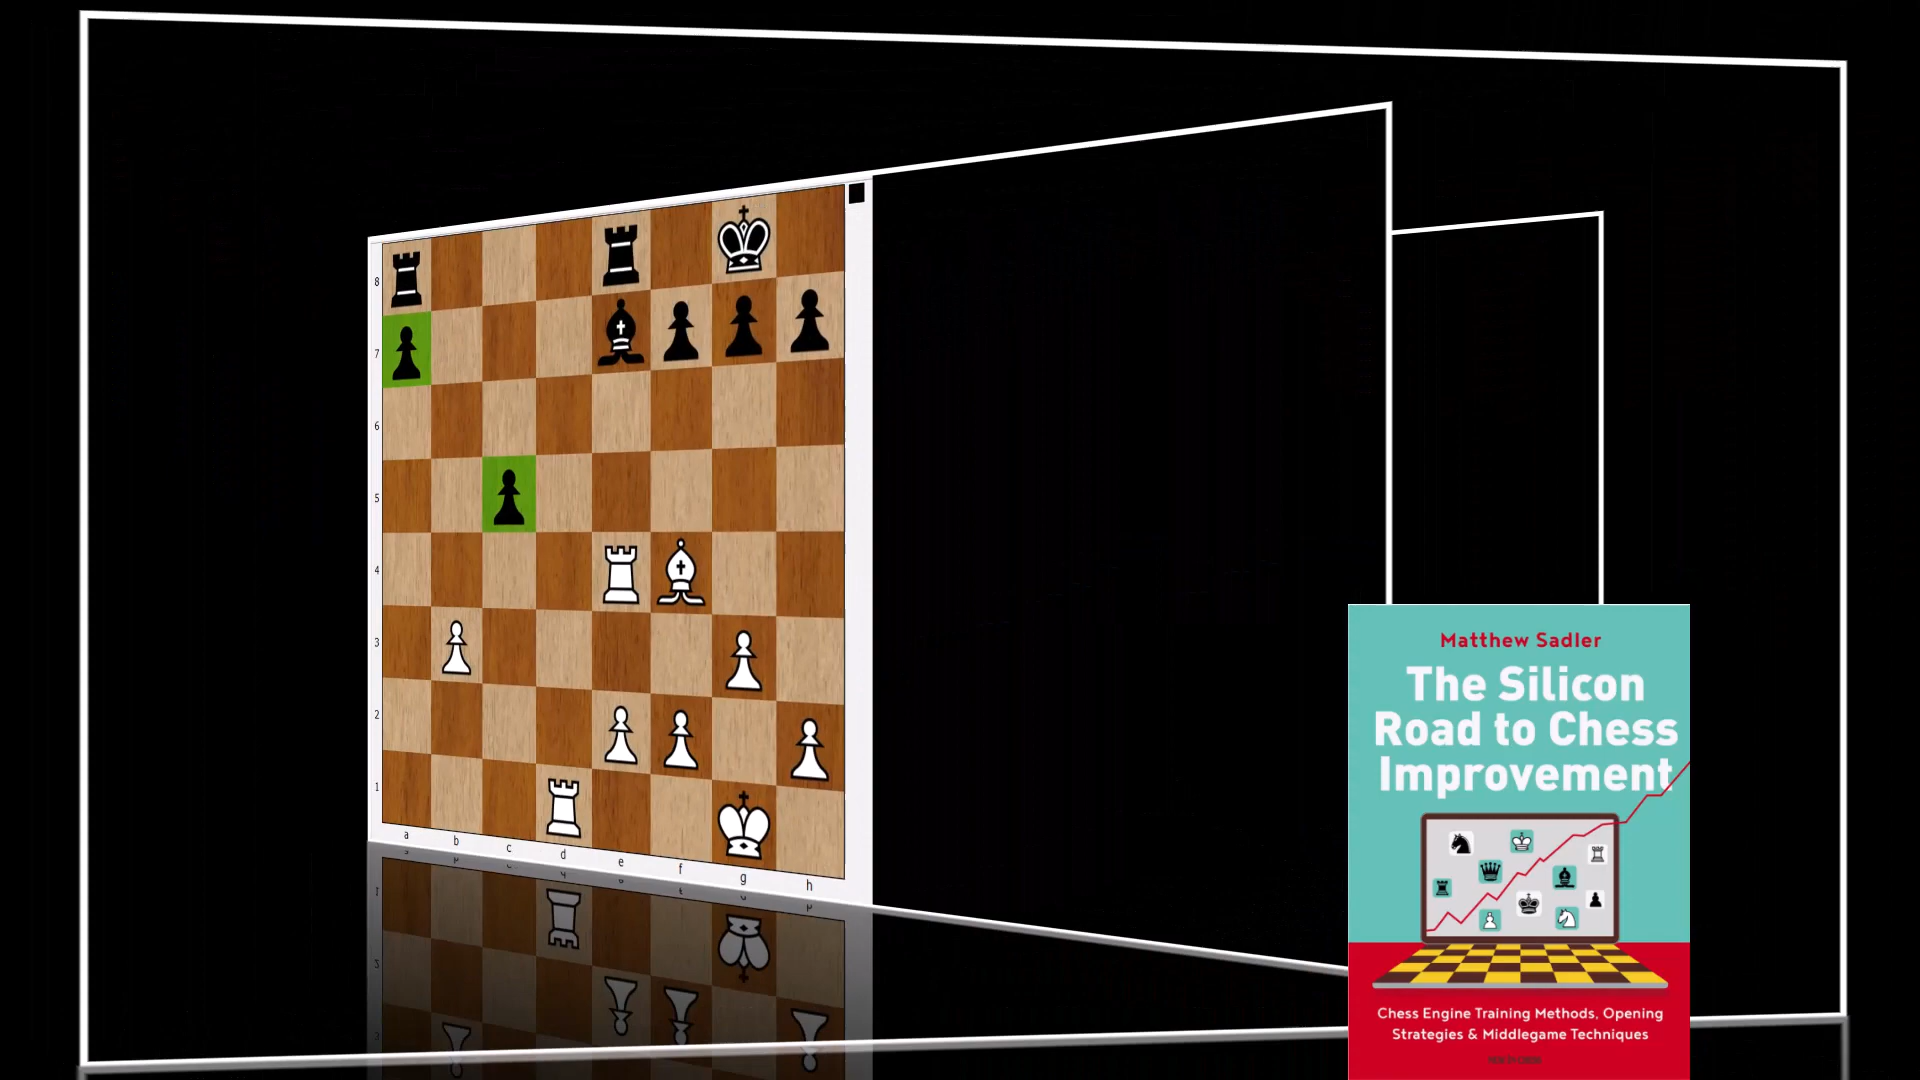 8
7
6
5
4
3
2
1
a b c d e f g h
Matthew Sadler
The Silicon
Road to Chess
Improvement
Chess Engine Training Methods, Opening
Strategies & Middlegame Techniques